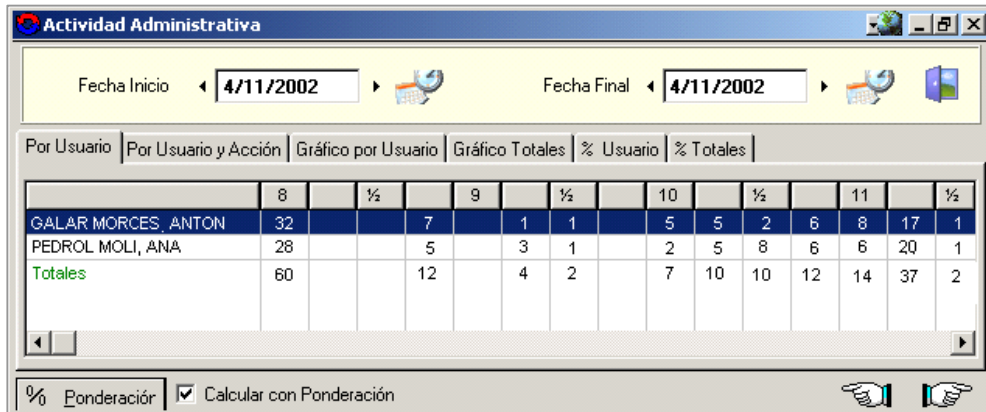 Actividad Administrativa
Fecha Inicio 4/11/2002 Fecha Final 4/11/2002
Por Usuario Por Usuario y Acción Gráfico por Usuario Gráfico Totales % Usuario % Totales
8 ½ 9 ½ 10 ½ 11 ½
GALAR MORCES, ANTON 32 7 1 1 5 5 2 6 8 17 1
PEDROL MOLI, ANA 28 5 3 1 2 5 8 6 6 20 1
Totales 60 12 4 2 7 10 10 12 14 37 2
% Ponderación Calcular con Ponderación